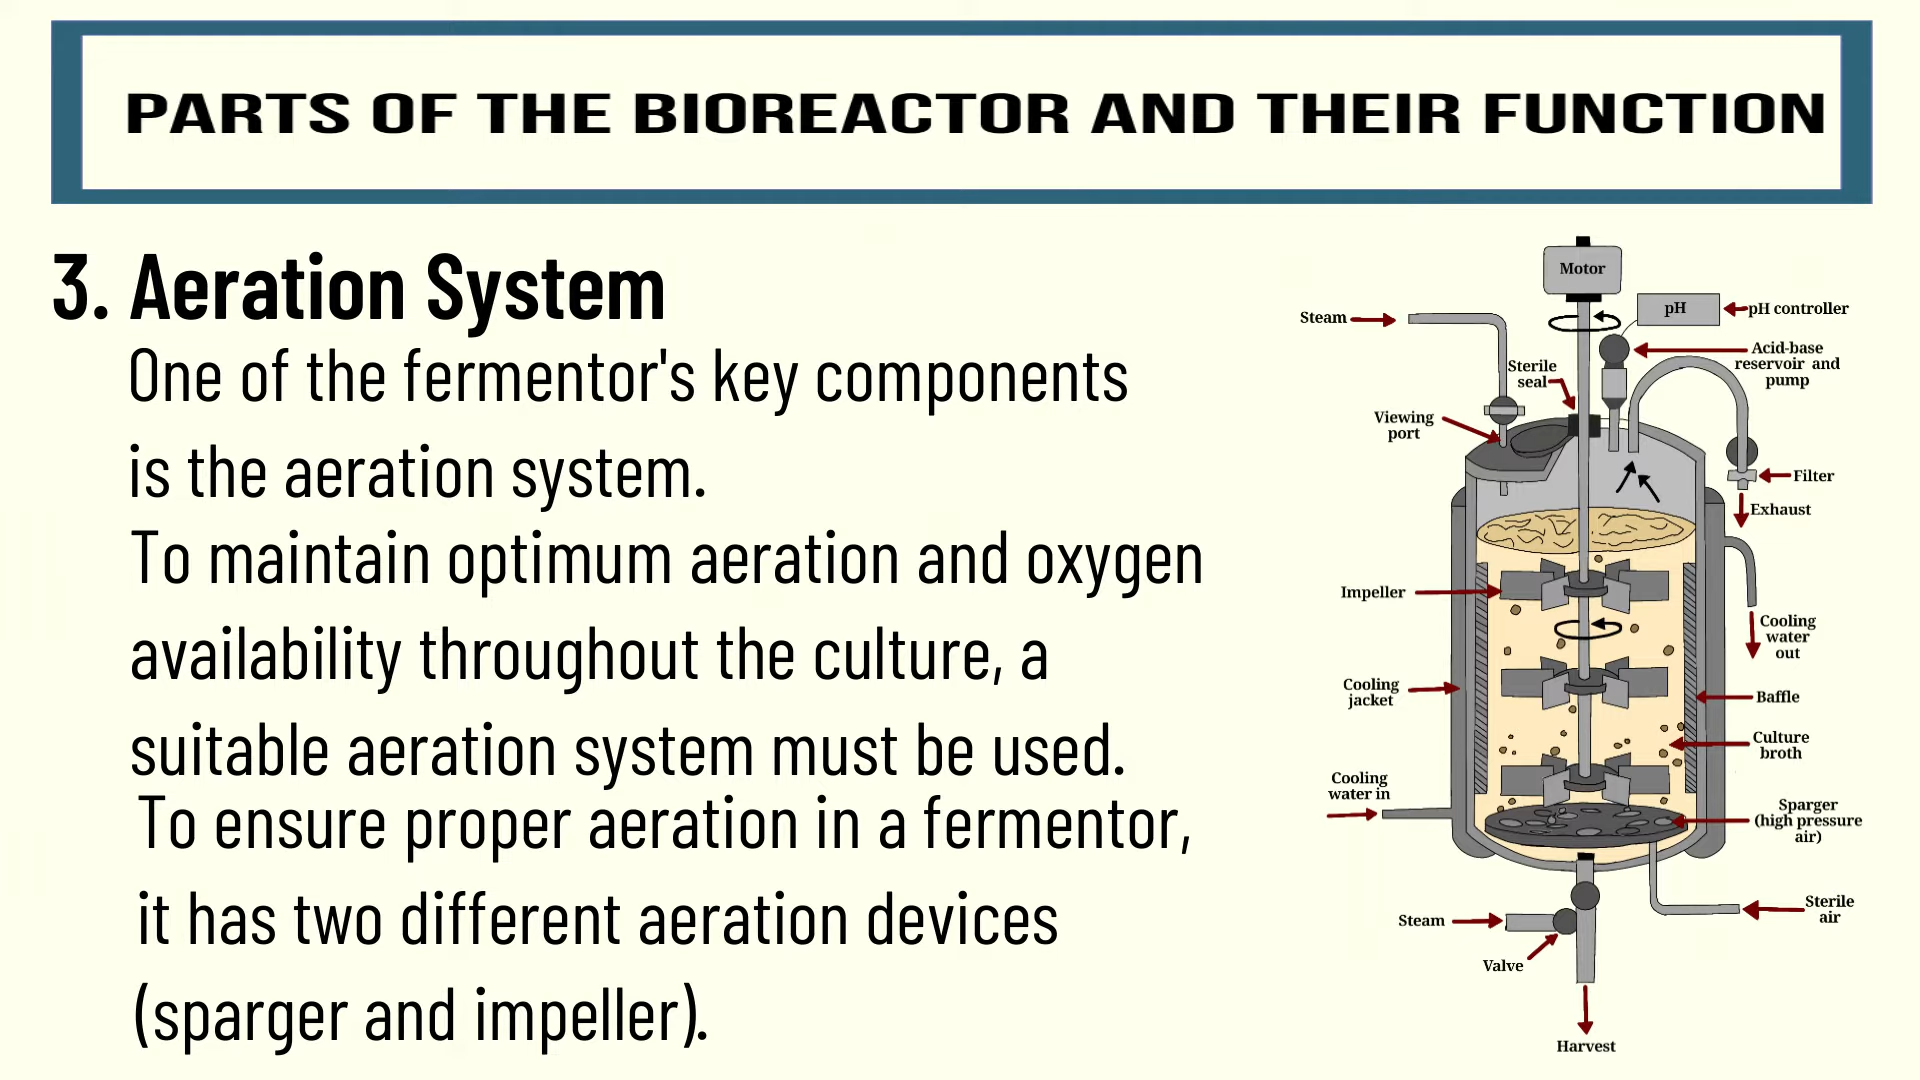 PARTS OF THE BIOREACTOR AND THEIR FUNCTION
3. Aeration System
One of the fermentor's key components
is the aeration system.
To maintain optimum aeration and oxygen
availability throughout the culture, a
suitable aeration system must be used.
To ensure proper aeration in a fermentor,
it has two different aeration devices
(sparger and impeller).
Motor
pH
pH controller
Steam
Acid-base
reservoir and
pump
Sterile
seal
Viewing
port
Filter
Exhaust
Impeller
Cooling
water
out
Cooling
jacket
Baffle
Culture
broth
Cooling
water in
Sparger
(high pressure
air)
Sterile
air
Steam
Valve
Harvest